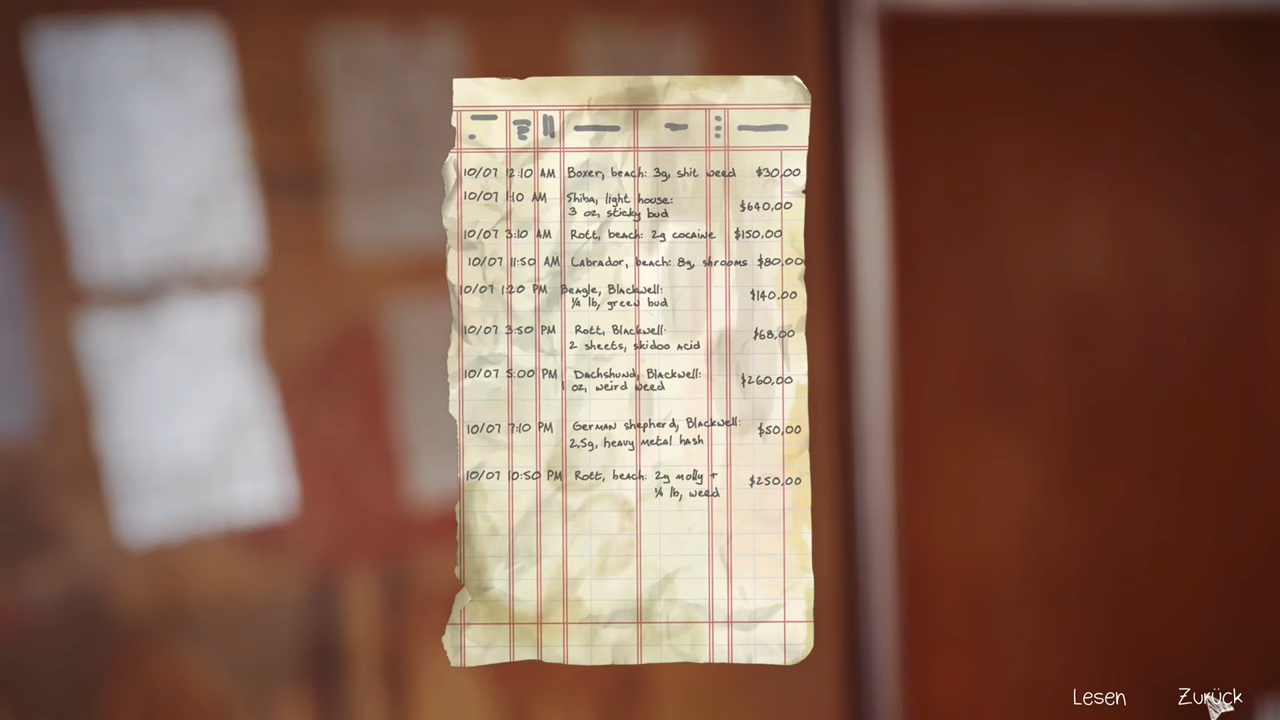 10/07 12:10 AM Boxer, beach: 3g, shit weed $30.00
10/07 1:10 AM Shiba, light house: $640,00
3 oz, sticky bud
10/07 3:10 AM Rott, beach: 2g cocaine $150,00
10/07 11:50 AM Labrador, beach: 8g, shrooms $80,00
10/07 1:20 PM Beagle, Blackwell: $140.00
1/4 lb, green bud
10/07 3:50 PM Rott, Blackwell: $68,00
2 sheets, skidoo Acid
10/07 5:00 PM Dachshund, Blackwell: $260,00
1 oz, weird weed
10/07 7:10 PM German shepherd, Blackwell: $50.00
2,5g, heavy metal hash
10/07 10:50 PM Rott, beach: 2g molly + $250.00
1/4 lb, weed
Lesen Zurück